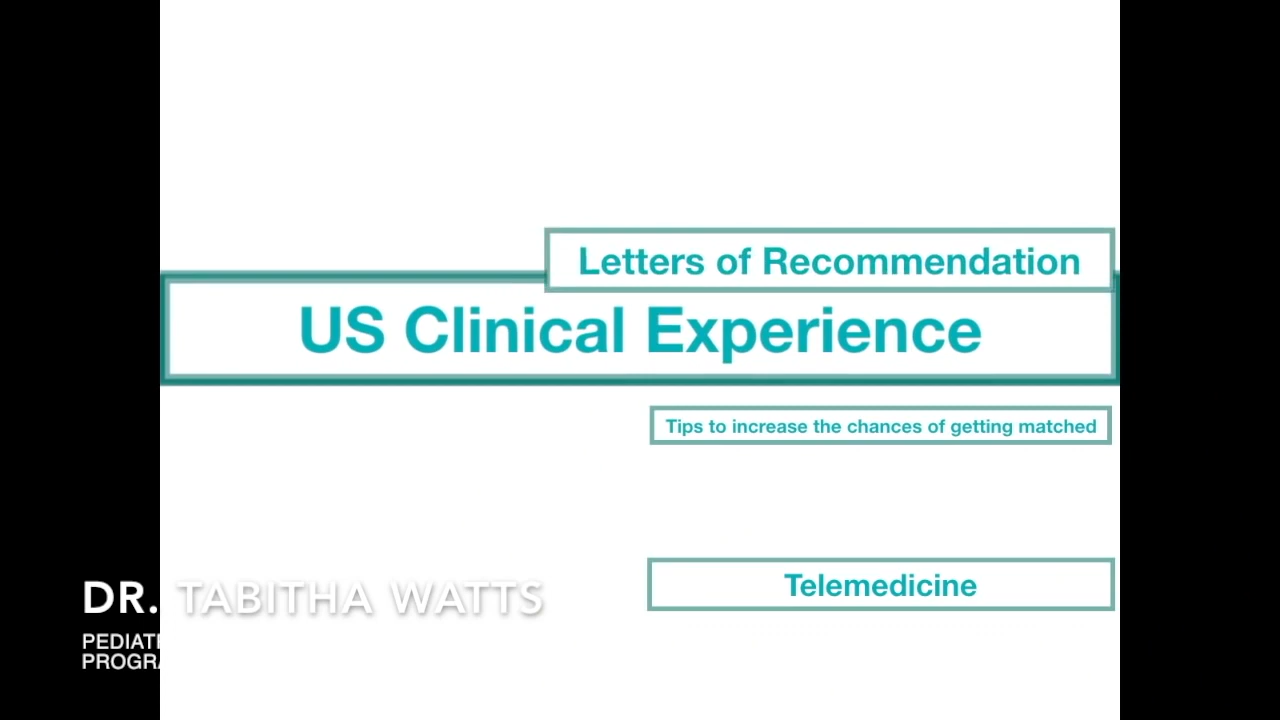 Letters of Recommendation
US Clinical Experience
Tips to increase the chances of getting matched
Telemedicine
DR. TABITHA WATTS